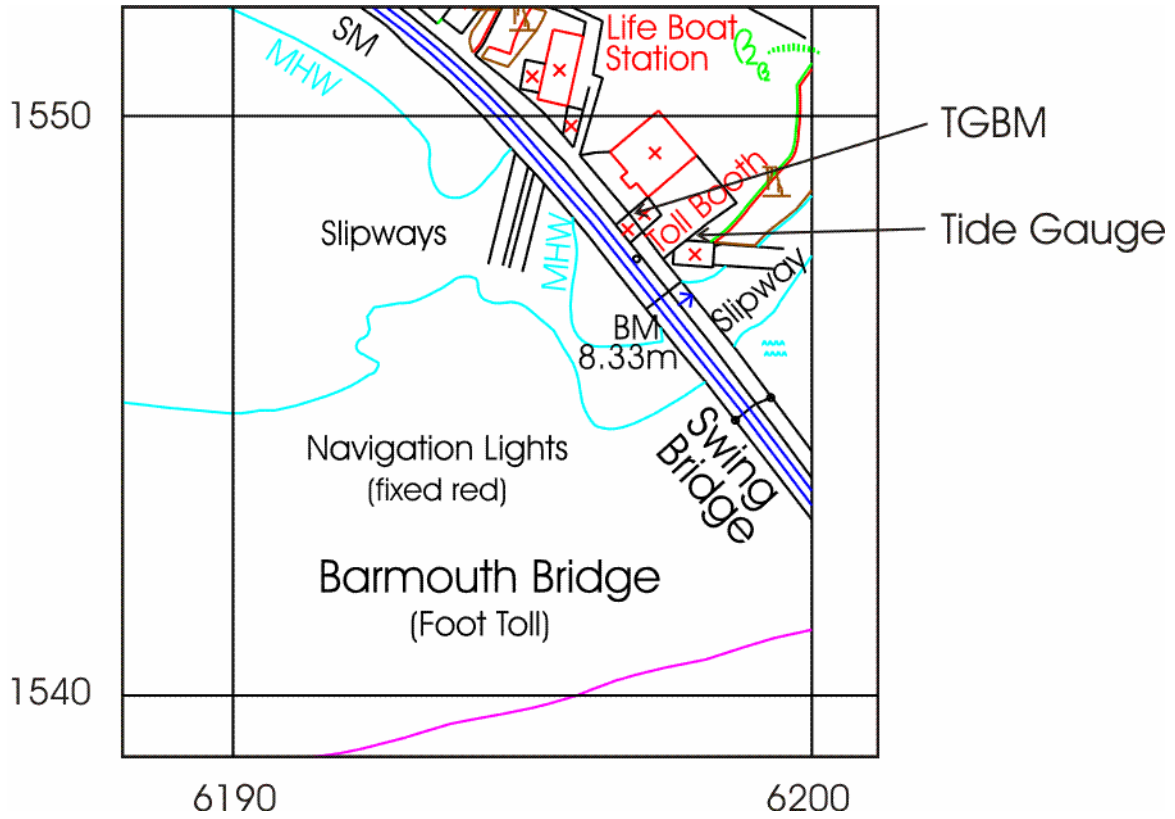 SM
MHW
Life Boat
Station
1550
TGBM
Toll Booth
Slipways
MHW
Tide Gauge
Slipway
BM
8.33m
Swing
Bridge
Navigation Lights
(fixed red)
Barmouth Bridge
(Foot Toll)
1540
6190
6200